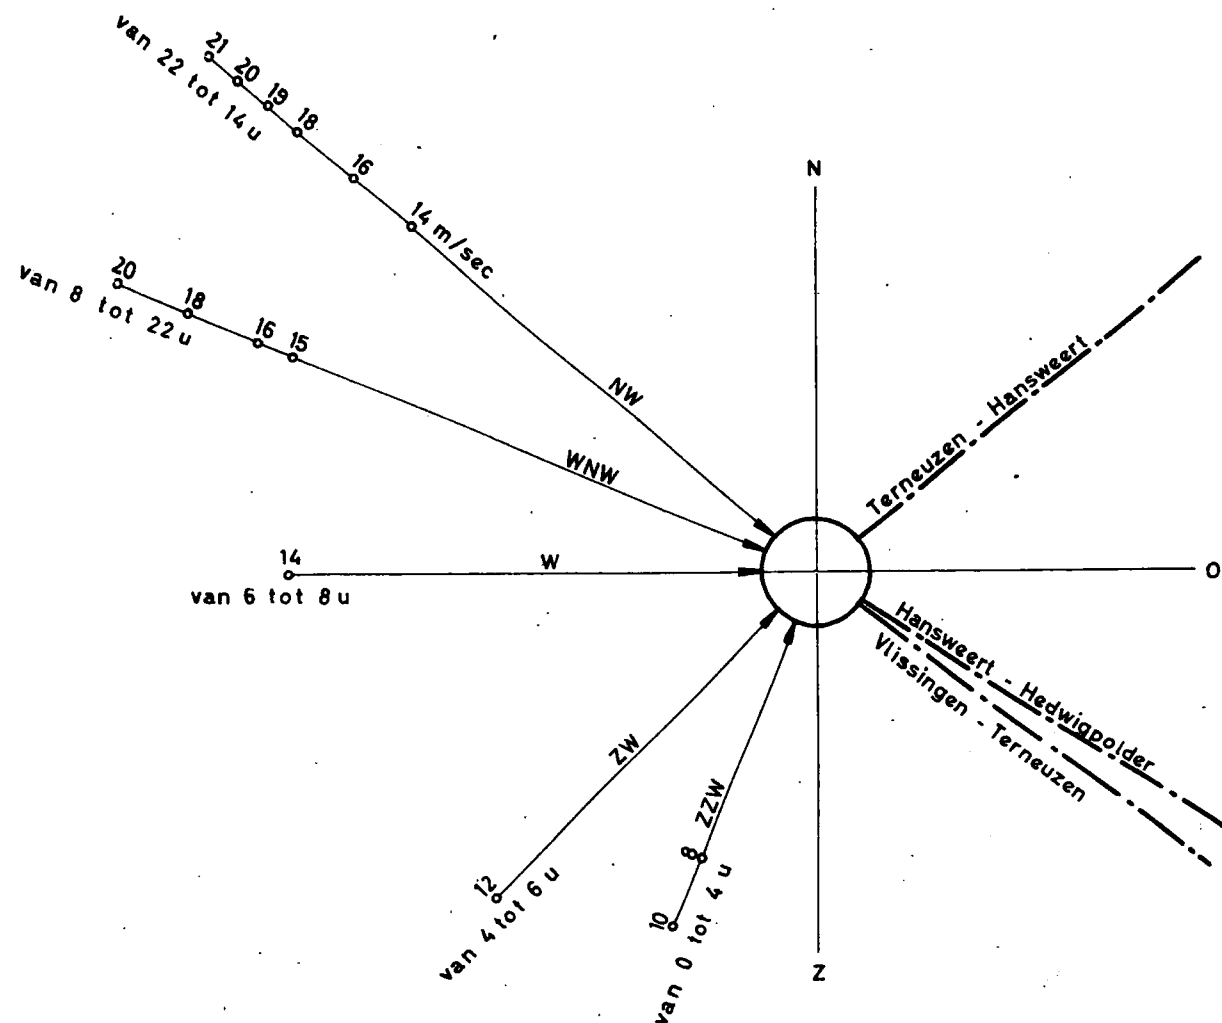 21
20
19
18
16
14 m/sec
van 22 tot 14 u
NW
20
18
16
15
van 8 tot 22 u
WNW
14
W
van 6 tot 8 u
12
ZW
van 4 tot 6 u
10
8
ZZW
van 0 tot 4 u
N
O
Z
Terneuzen - Hansweert
Hansweert - Hedwigpolder
Vlissingen - Terneuzen